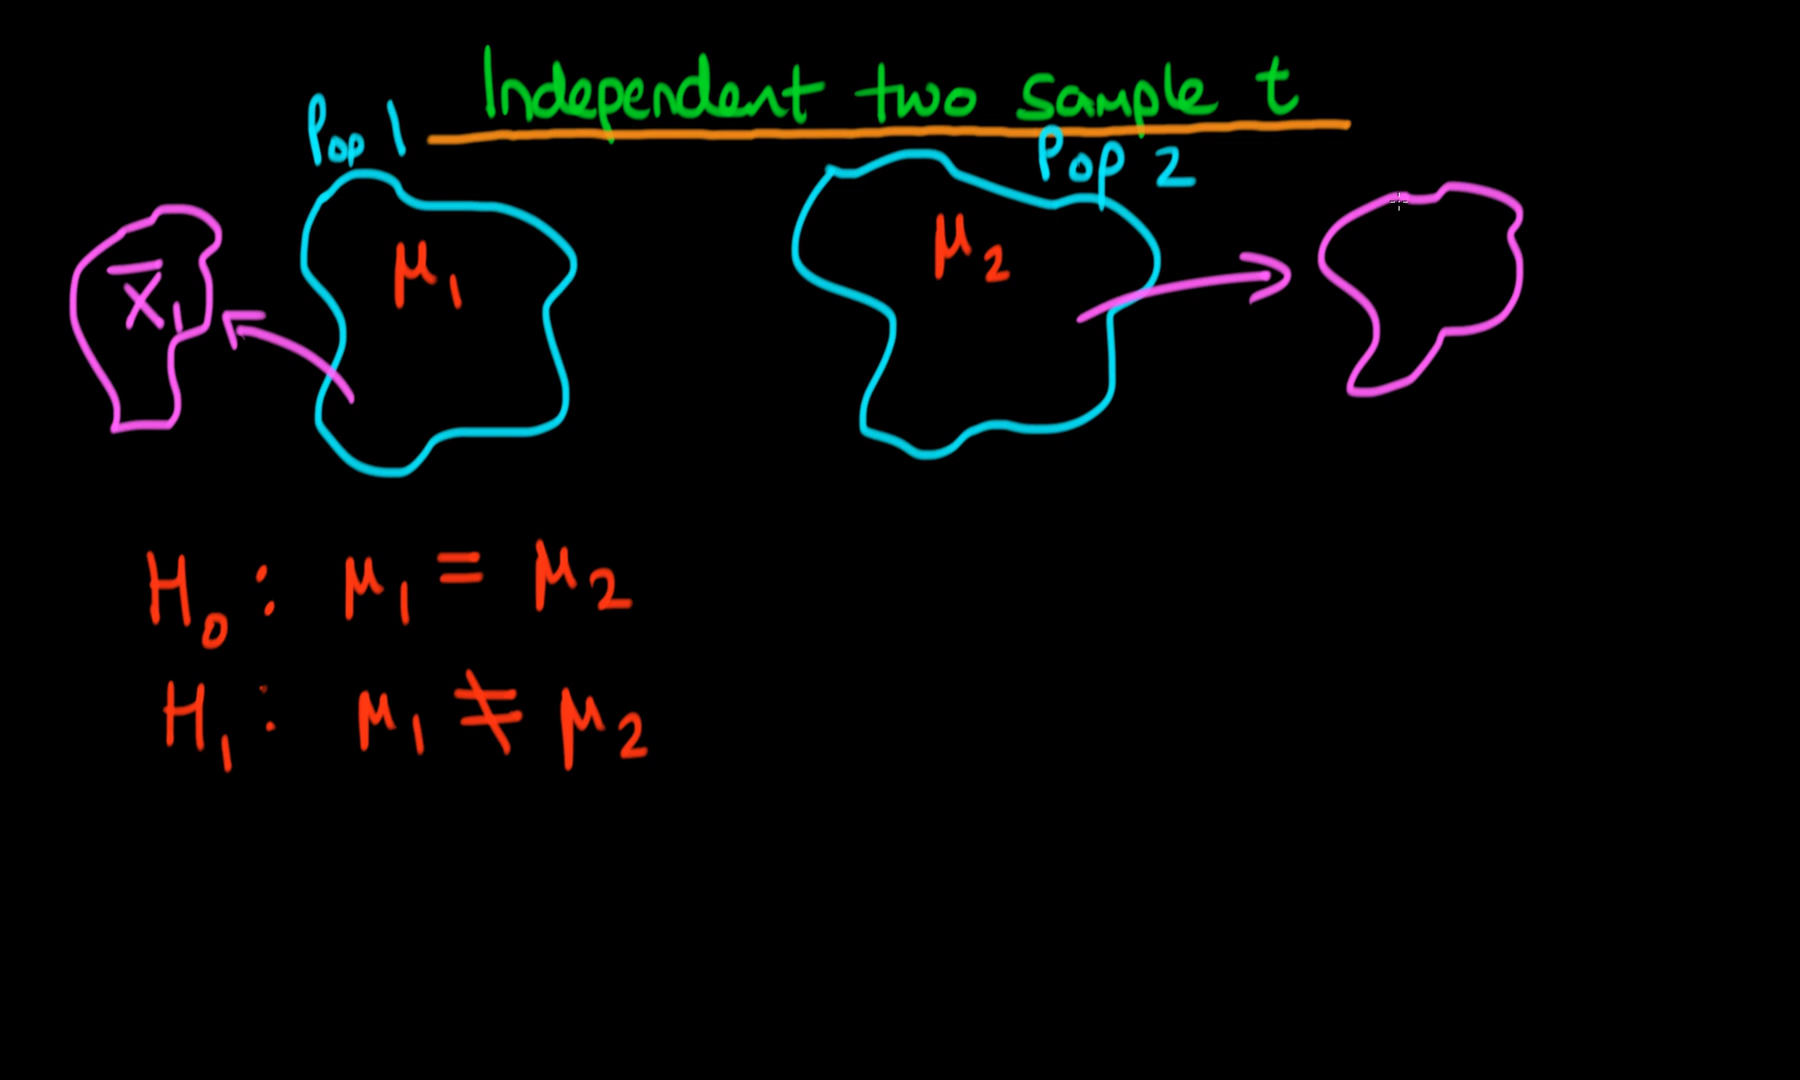 Independent two sample t
Pop 1
Pop 2
μ₁
μ₂
x̄₁
H₀ : μ₁ = μ₂
H₁ : μ₁ ≠ μ₂